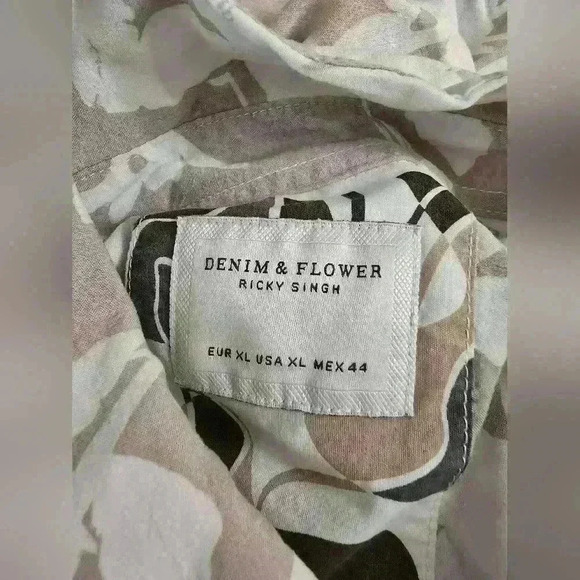 DENIM & FLOWER
RICKY SINGH
EUR XL USA XL MEX 44